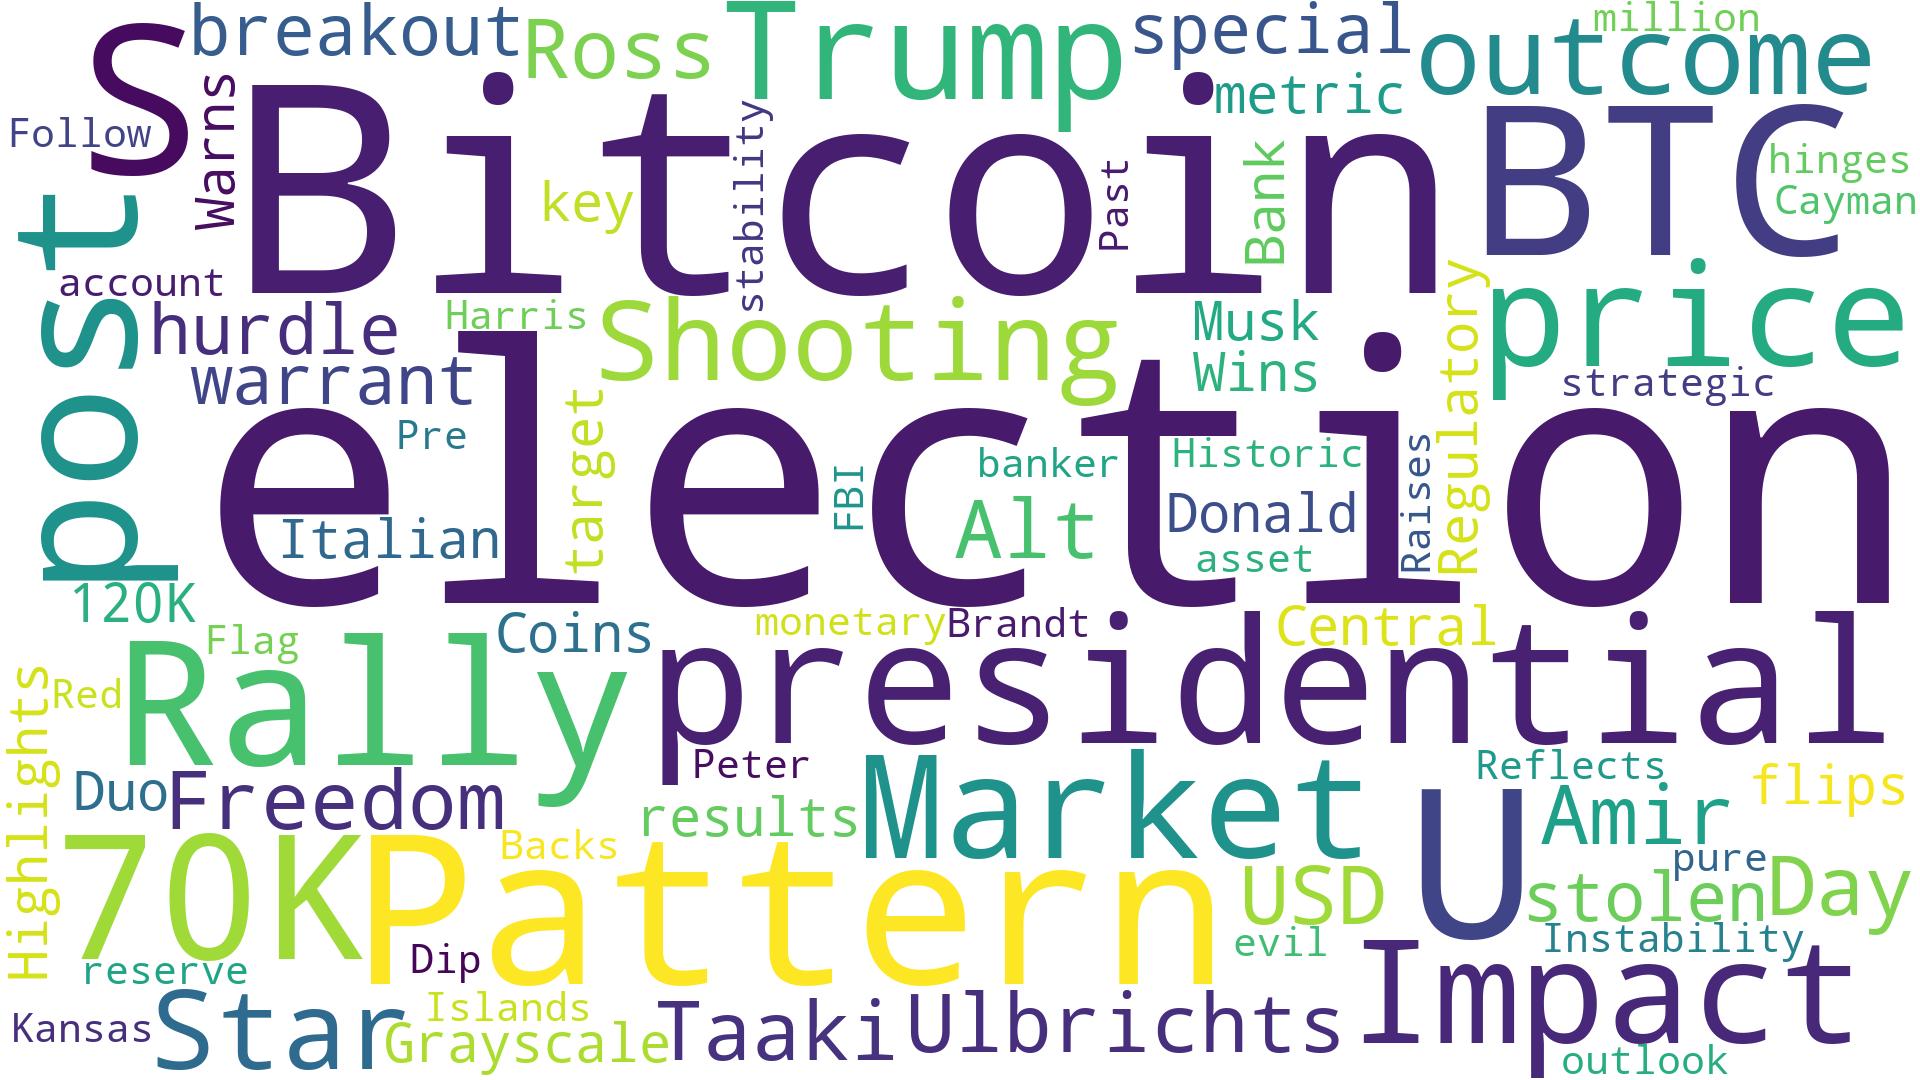 breakout
Ross
Trump
special
million
outcome
S
Bitcoin
metric
BTC
Follow
Warns
key
stability
Past
Bank
hinges
Cayman
post
account
hurdle
Harris
Shooting
Musk
Wins
Regulatory
price
warrant
strategic
election
Pre
target
FBI
banker
Historic
Raises
Italian
Alt
Donald
asset
120K
Flag
Coins
monetary
Brandt
Central
Rally
presidential
Highlights
Red
Duo
Freedom
Peter
results
Market
Reflects
flips
U
Amir
70K
Pattern
Backs
USD
evil
stolen
pure
Day
Dip
reserve
Instability
Impact
Kansas
Star
Islands
Grayscale
Taaki
Ulbrichts
outlook